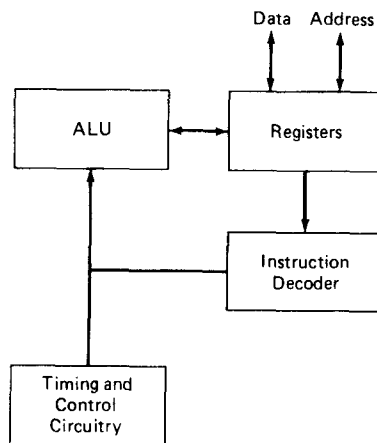 Data Address
ALU
Registers
Instruction
Decoder
Timing and
Control
Circuitry